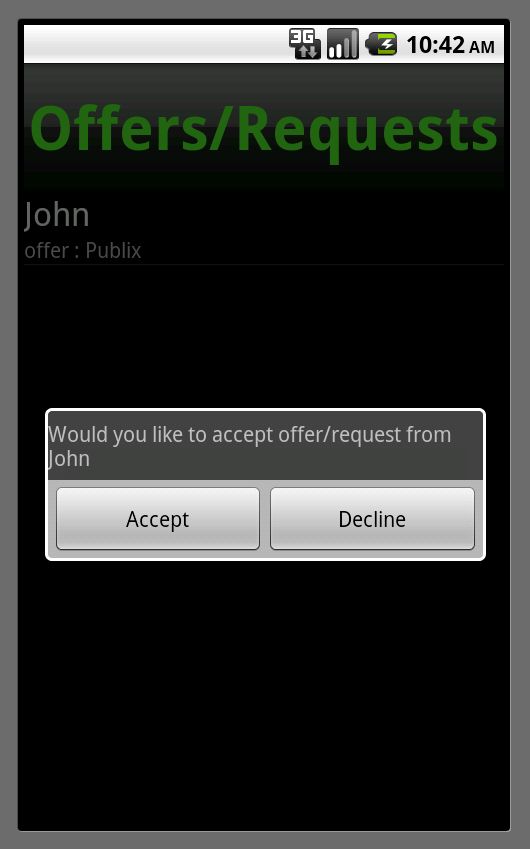 3G 10:42 AM
Offers/Requests
John
offer : Publix
Would you like to accept offer/request from
John
Accept Decline